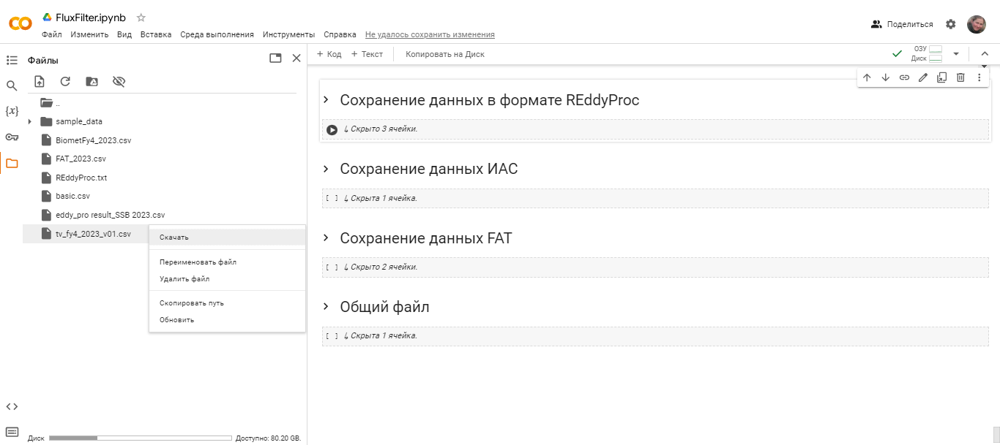 FluxFilter.ipynb
Файл Изменить Вид Вставка Среда выполнения Инструменты Справка Не удалось сохранить изменения
Поделиться
Файлы
+ Код + Текст Копировать на Диск
ОЗУ
Диск
..
sample_data
BiometFy4_2023.csv
FAT_2023.csv
REddyProc.txt
basic.csv
eddy_pro result_SSB 2023.csv
tv_fy4_2023_v01.csv
Скачать
Переименовать файл
Удалить файл
Скопировать путь
Обновить
Диск Доступно: 80.20 GB.
Сохранение данных в формате REddyProc
↳ Скрыто 3 ячейки.
Сохранение данных ИАС
[ ] ↳ Скрыта 1 ячейка.
Сохранение данных FAT
[ ] ↳ Скрыто 2 ячейки.
Общий файл
[ ] ↳ Скрыта 1 ячейка.